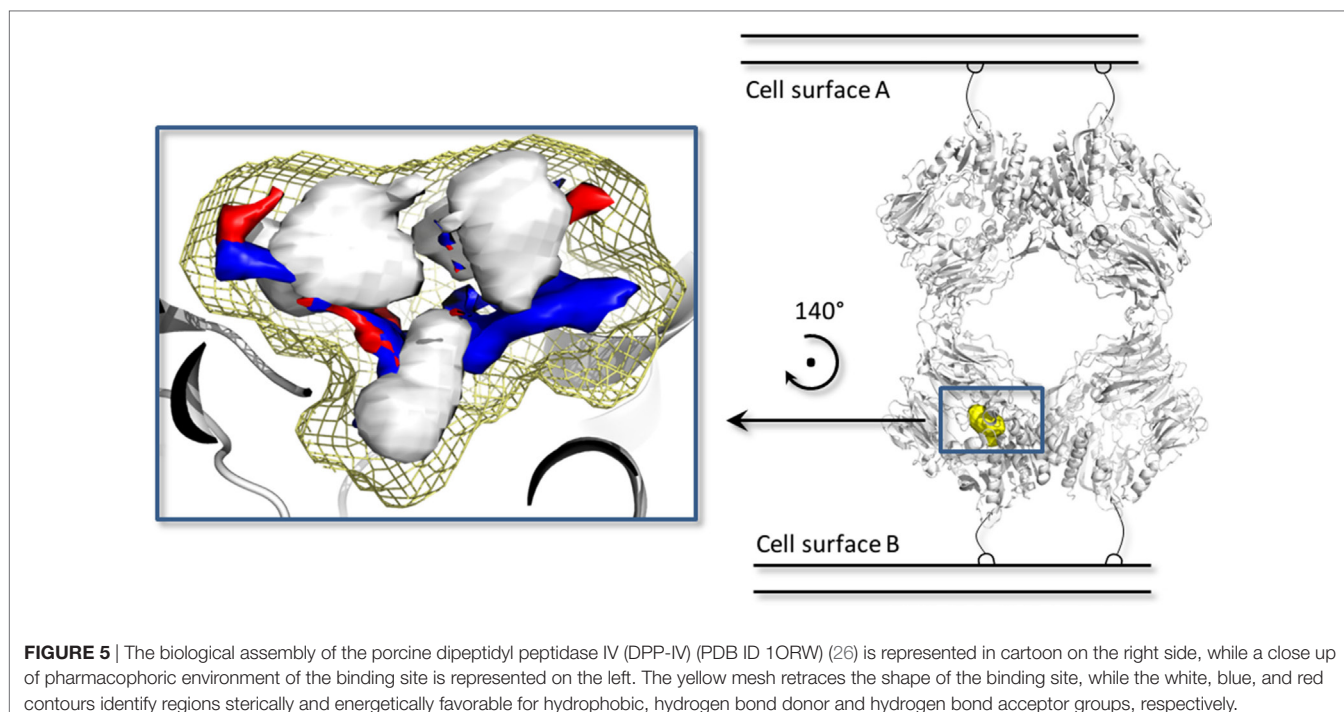 Cell surface A
140°
Cell surface B
FIGURE 5 | The biological assembly of the porcine dipeptidyl peptidase IV (DPP-IV) (PDB ID 1ORW) (26) is represented in cartoon on the right side, while a close up
of pharmacophoric environment of the binding site is represented on the left. The yellow mesh retraces the shape of the binding site, while the white, blue, and red
contours identify regions sterically and energetically favorable for hydrophobic, hydrogen bond donor and hydrogen bond acceptor groups, respectively.